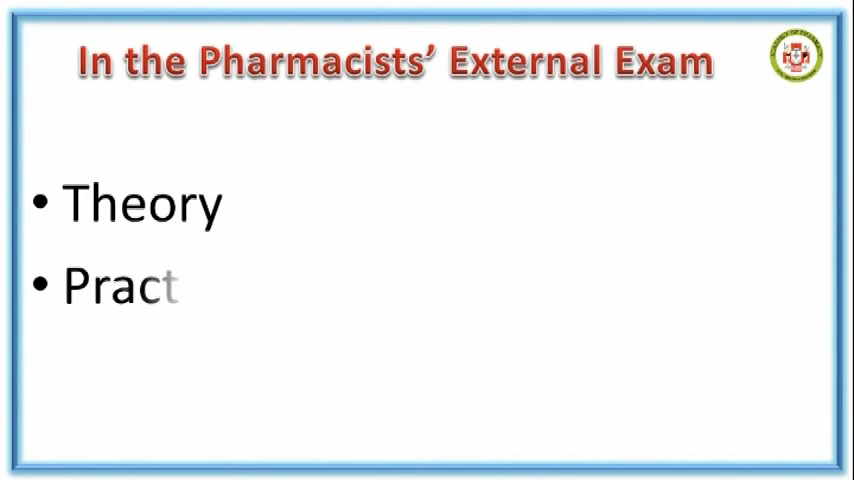 In the Pharmacists’ External Exam
• Theory
• Pract